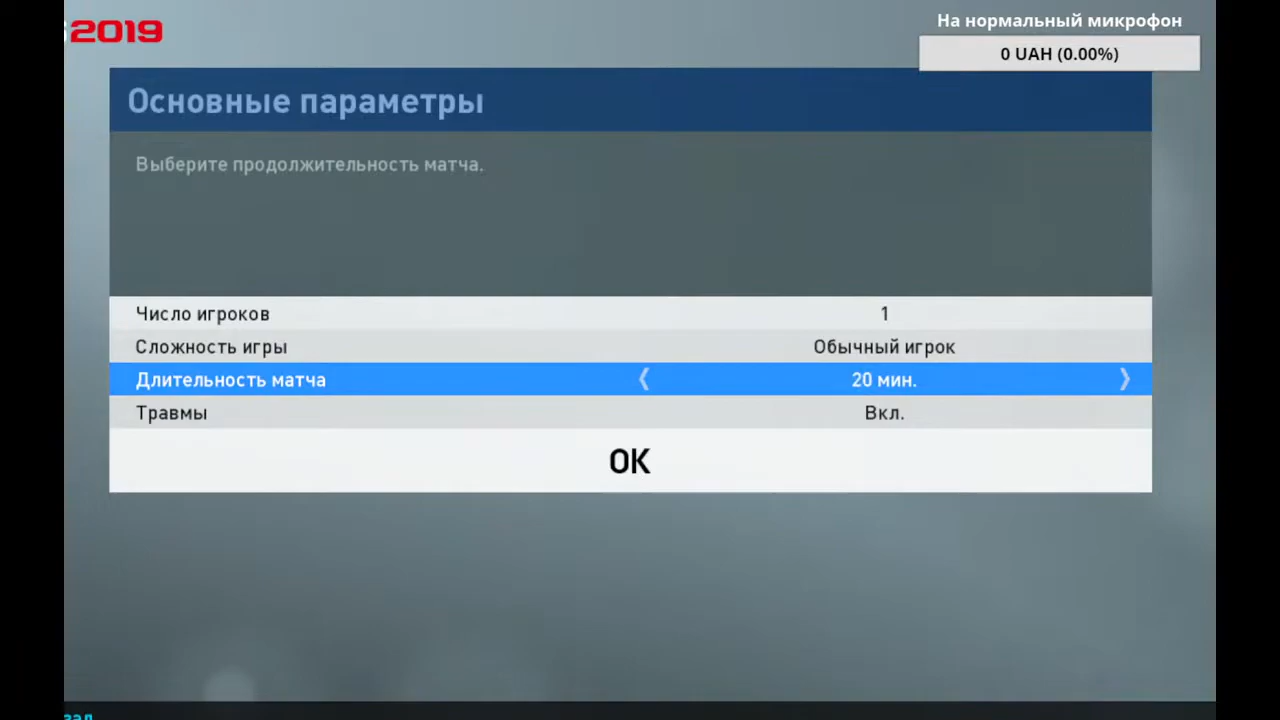 2019
На нормальный микрофон
0 UAH (0.00%)
Основные параметры
Выберите продолжительность матча.
Число игроков 1
Сложность игры Обычный игрок
Длительность матча 20 мин.
Травмы Вкл.
OK